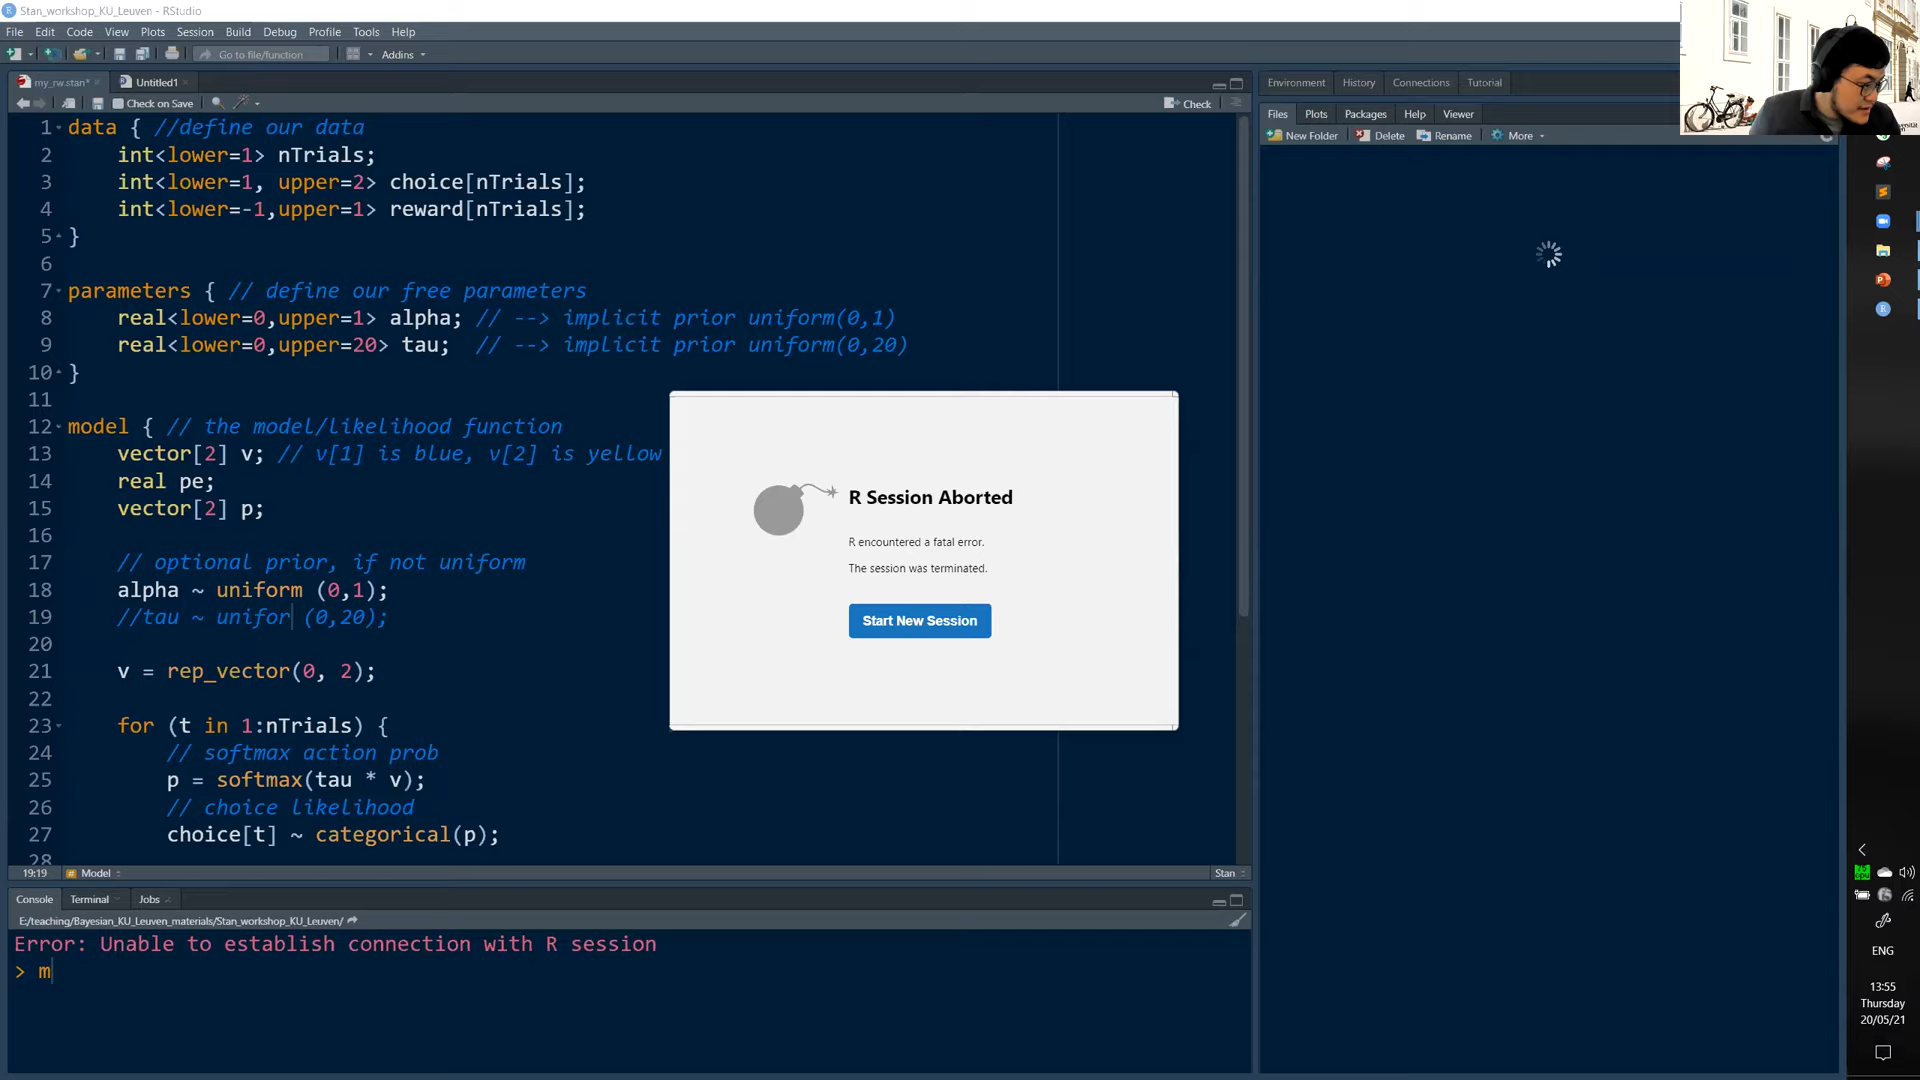 Stan_workshop_KU_Leuven - RStudio
File Edit Code View Plots Session Build Debug Profile Tools Help
Go to file/function Addins
my_rw.stan* Untitled1
Check on Save Check
1 data { //define our data
2 int<lower=1> nTrials;
3 int<lower=1, upper=2> choice[nTrials];
4 int<lower=-1,upper=1> reward[nTrials];
5 }
6
7 parameters { // define our free parameters
8 real<lower=0,upper=1> alpha; // --> implicit prior uniform(0,1)
9 real<lower=0,upper=20> tau; // --> implicit prior uniform(0,20)
10 }
11
12 model { // the model/likelihood function
13 vector[2] v; // v[1] is blue, v[2] is yellow
14 real pe;
15 vector[2] p;
16
17 // optional prior, if not uniform
18 alpha ~ uniform (0,1);
19 //tau ~ unifor (0,20);
20
21 v = rep_vector(0, 2);
22
23 for (t in 1:nTrials) {
24 // softmax action prob
25 p = softmax(tau * v);
26 // choice likelihood
27 choice[t] ~ categorical(p);
28
19:19 # Model Stan
Console Terminal Jobs
E:/teaching/Bayesian_KU_Leuven_materials/Stan_workshop_KU_Leuven/
Error: Unable to establish connection with R session
> m
R Session Aborted
R encountered a fatal error.
The session was terminated.
Start New Session
Environment History Connections Tutorial
Files Plots Packages Help Viewer
New Folder Delete Rename More
ENG
13:55
Thursday
20/05/21